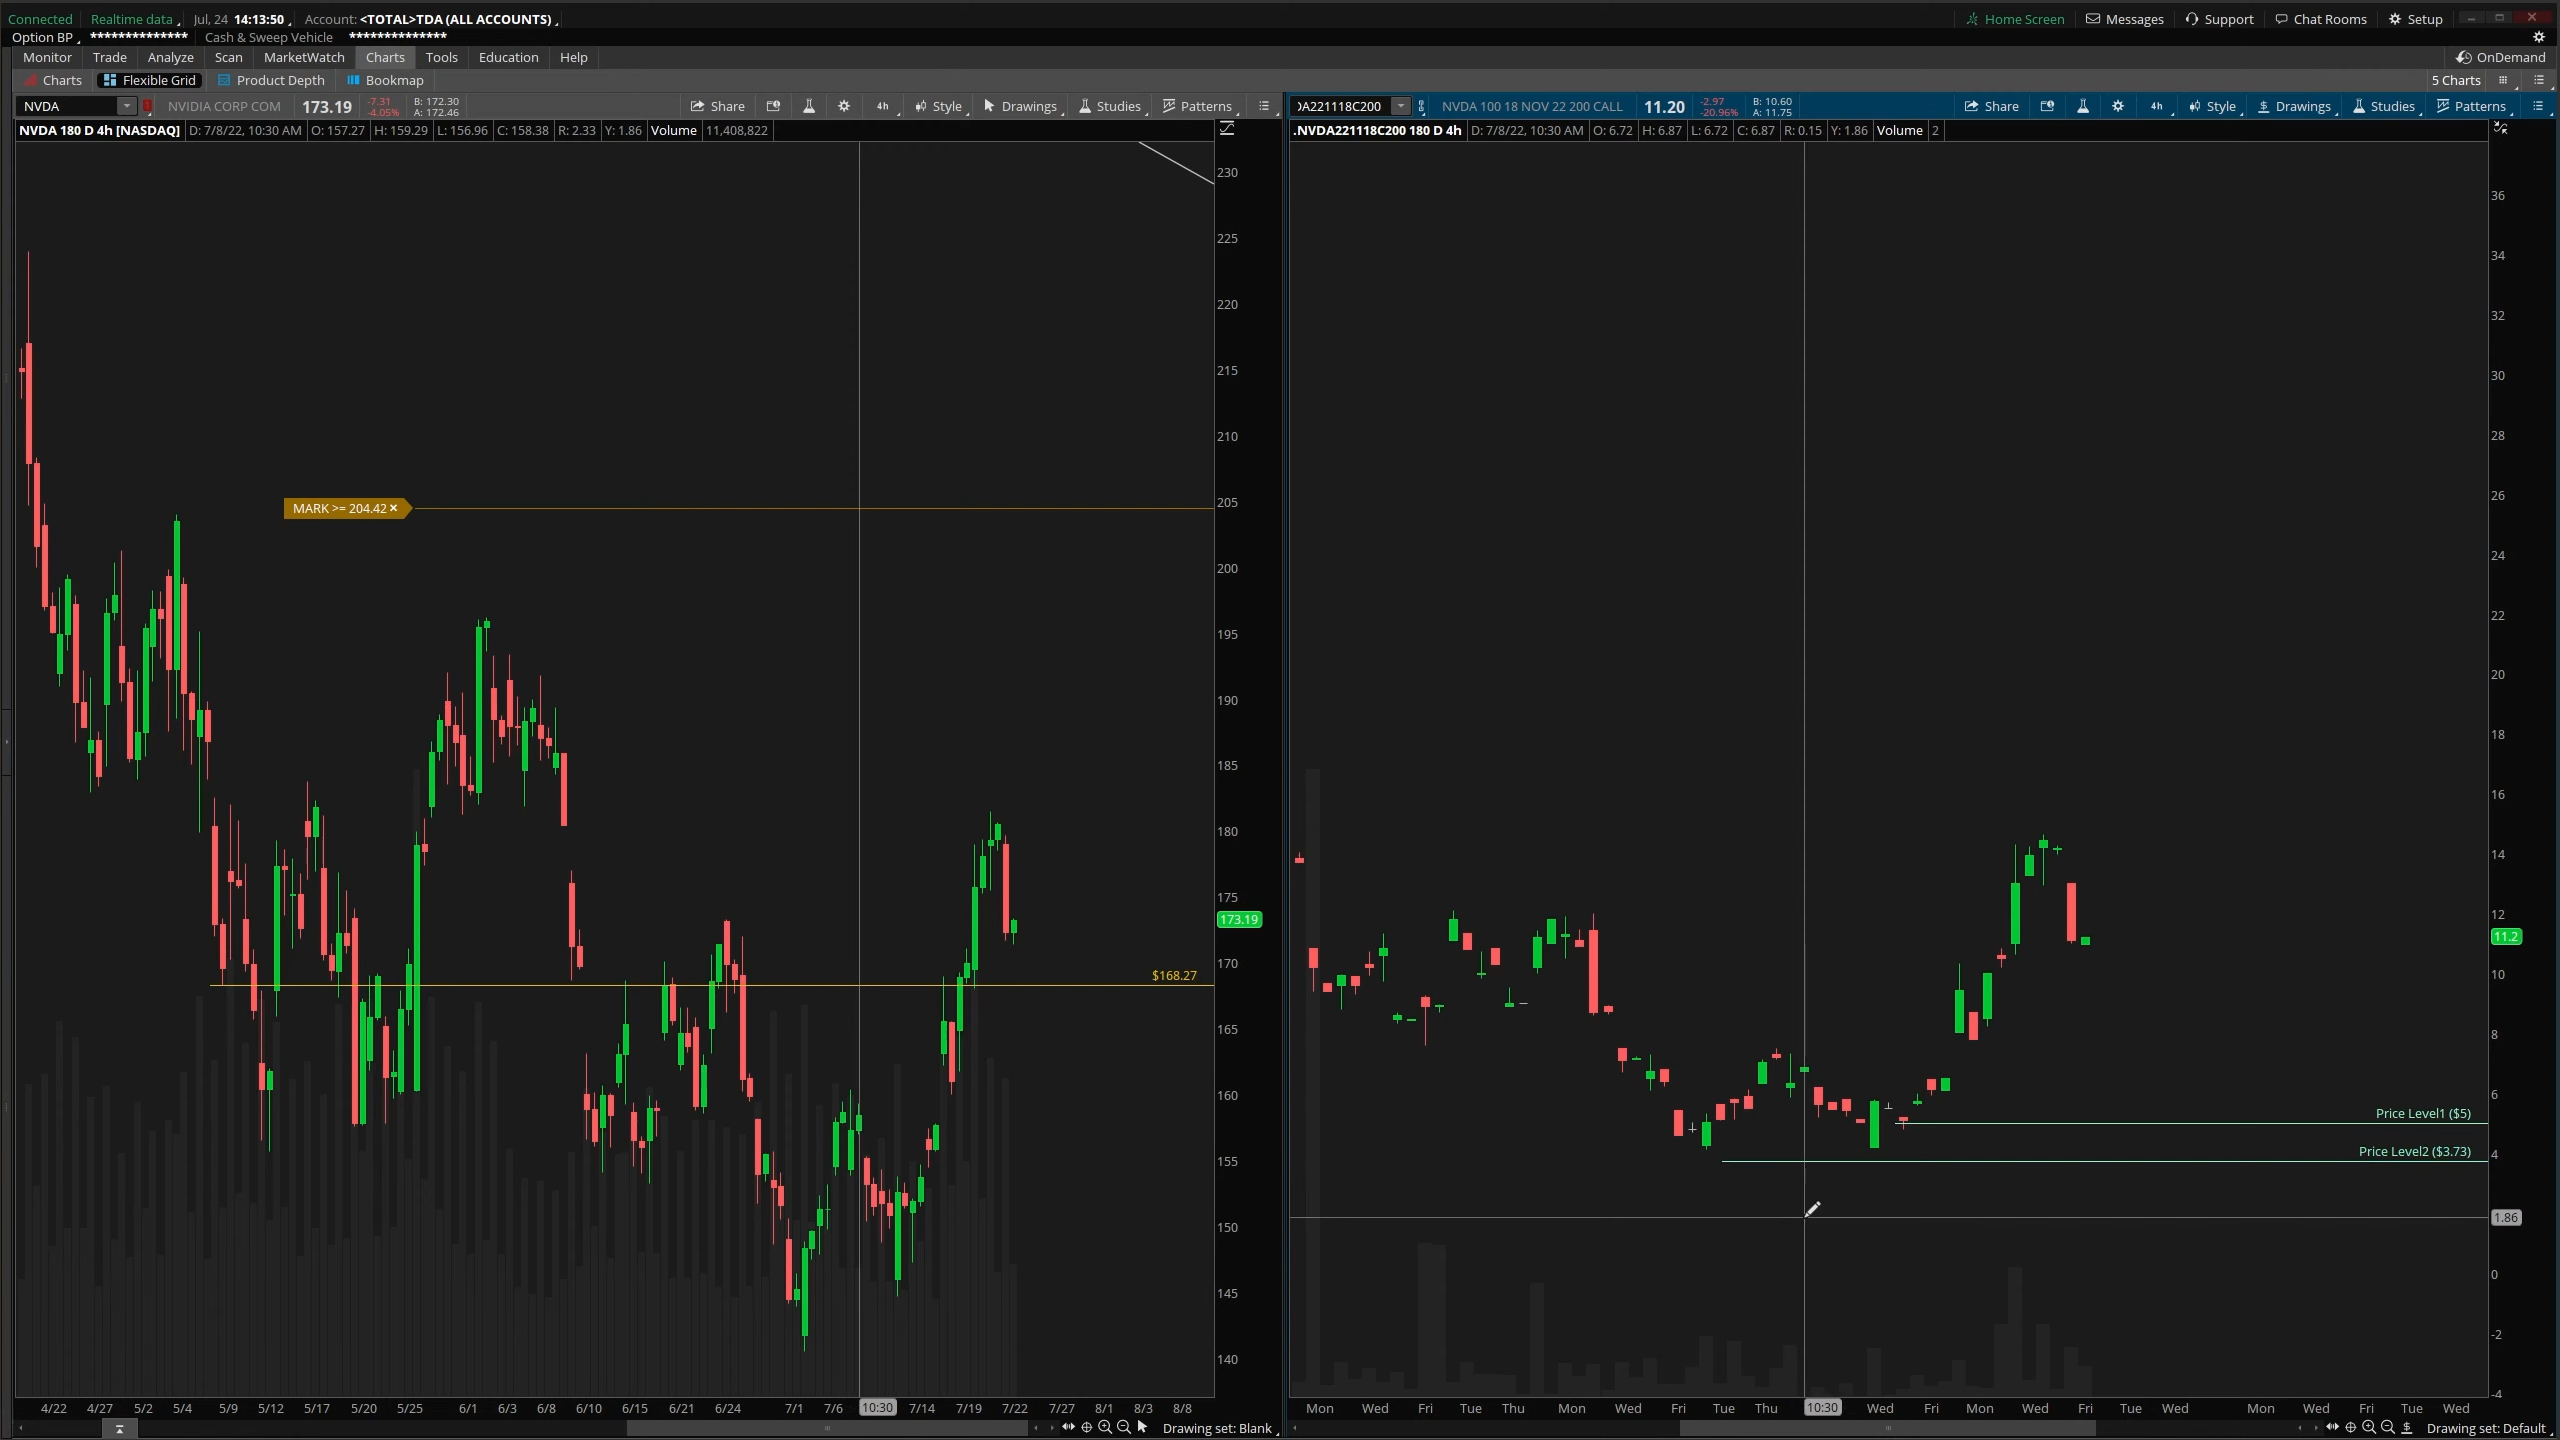 Connected Realtime data Jul, 24 14:13:50 Account: <TOTAL>TDA (ALL ACCOUNTS) Home Screen Messages Support Chat Rooms Setup
Option BP ************** Cash & Sweep Vehicle **************
Monitor Trade Analyze Scan MarketWatch Charts Tools Education Help OnDemand
Charts Flexible Grid Product Depth Bookmap 5 Charts
NVDA NVIDIA CORP COM 173.19 -7.31 -4.05% B: 172.30 A: 172.46 Share 4h Style Drawings Studies Patterns
NVDA 180 D 4h [NASDAQ] D: 7/8/22, 10:30 AM O: 157.27 H: 159.29 L: 156.96 C: 158.38 R: 2.33 Y: 1.86 Volume 11,408,822
230
225
220
215
210
MARK >= 204.42 ×
205
200
195
190
185
180
175
173.19
170
$168.27
165
160
155
150
145
140
4/22 4/27 5/2 5/4 5/9 5/12 5/17 5/20 5/25 6/1 6/3 6/8 6/10 6/15 6/21 6/24 7/1 7/6 10:30 7/14 7/19 7/22 7/27 8/1 8/3 8/8
Drawing set: Blank
DA221118C200 NVDA 100 18 NOV 22 200 CALL 11.20 -2.97 -20.96% B: 10.60 A: 11.75 Share 4h Style Drawings Studies Patterns
.NVDA221118C200 180 D 4h D: 7/8/22, 10:30 AM O: 6.72 H: 6.87 L: 6.72 C: 6.87 R: 0.15 Y: 1.86 Volume 2
36
34
32
30
28
26
24
22
20
18
16
14
12
11.2
10
8
6
Price Level1 ($5)
4
Price Level2 ($3.73)
1.86
0
-2
-4
Mon Wed Fri Tue Thu Mon Wed Fri Tue Thu 10:30 Wed Fri Mon Wed Fri Tue Wed Mon Wed Fri Tue Wed
Drawing set: Default